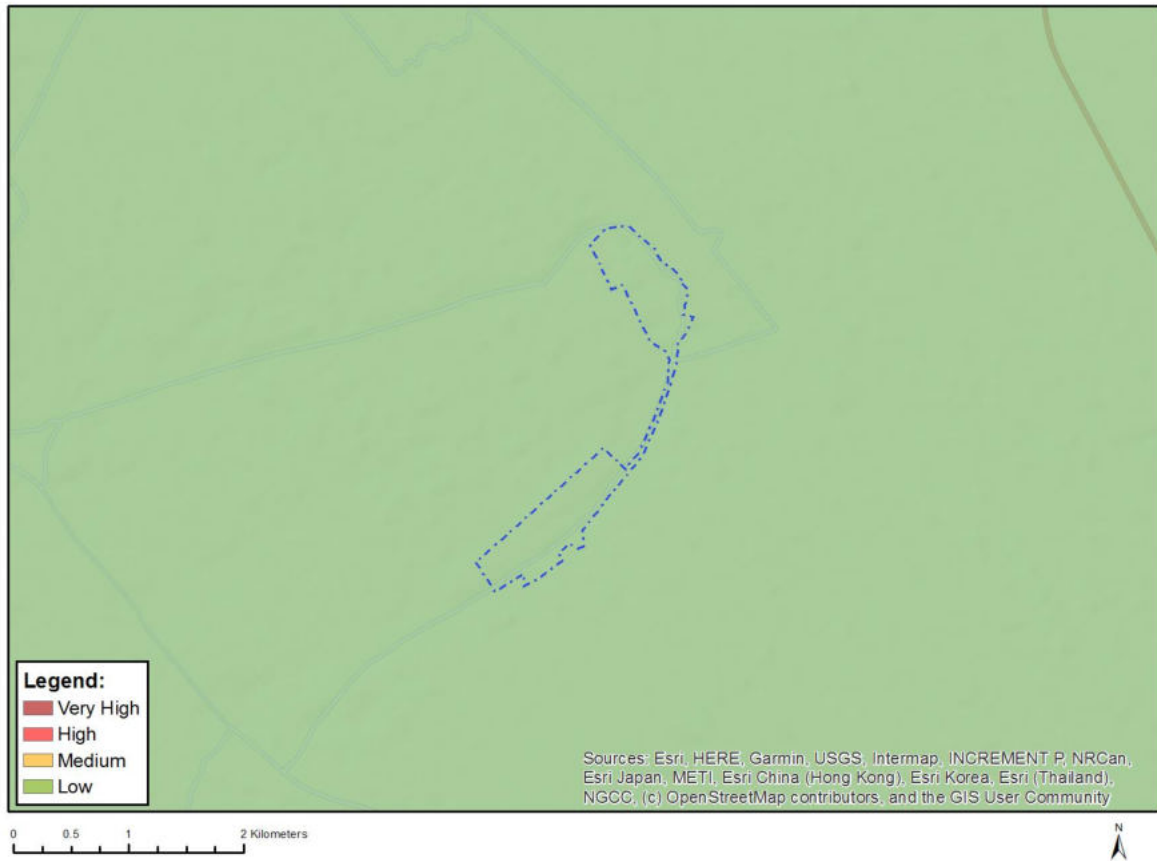 Legend:
Very High
High
Medium
Low
Sources: Esri, HERE, Garmin, USGS, Intermap, INCREMENT P, NRCan,
Esri Japan, METI, Esri China (Hong Kong), Esri Korea, Esri (Thailand),
NGCC, (c) OpenStreetMap contributors, and the GIS User Community
0 0.5 1 2 Kilometers
N